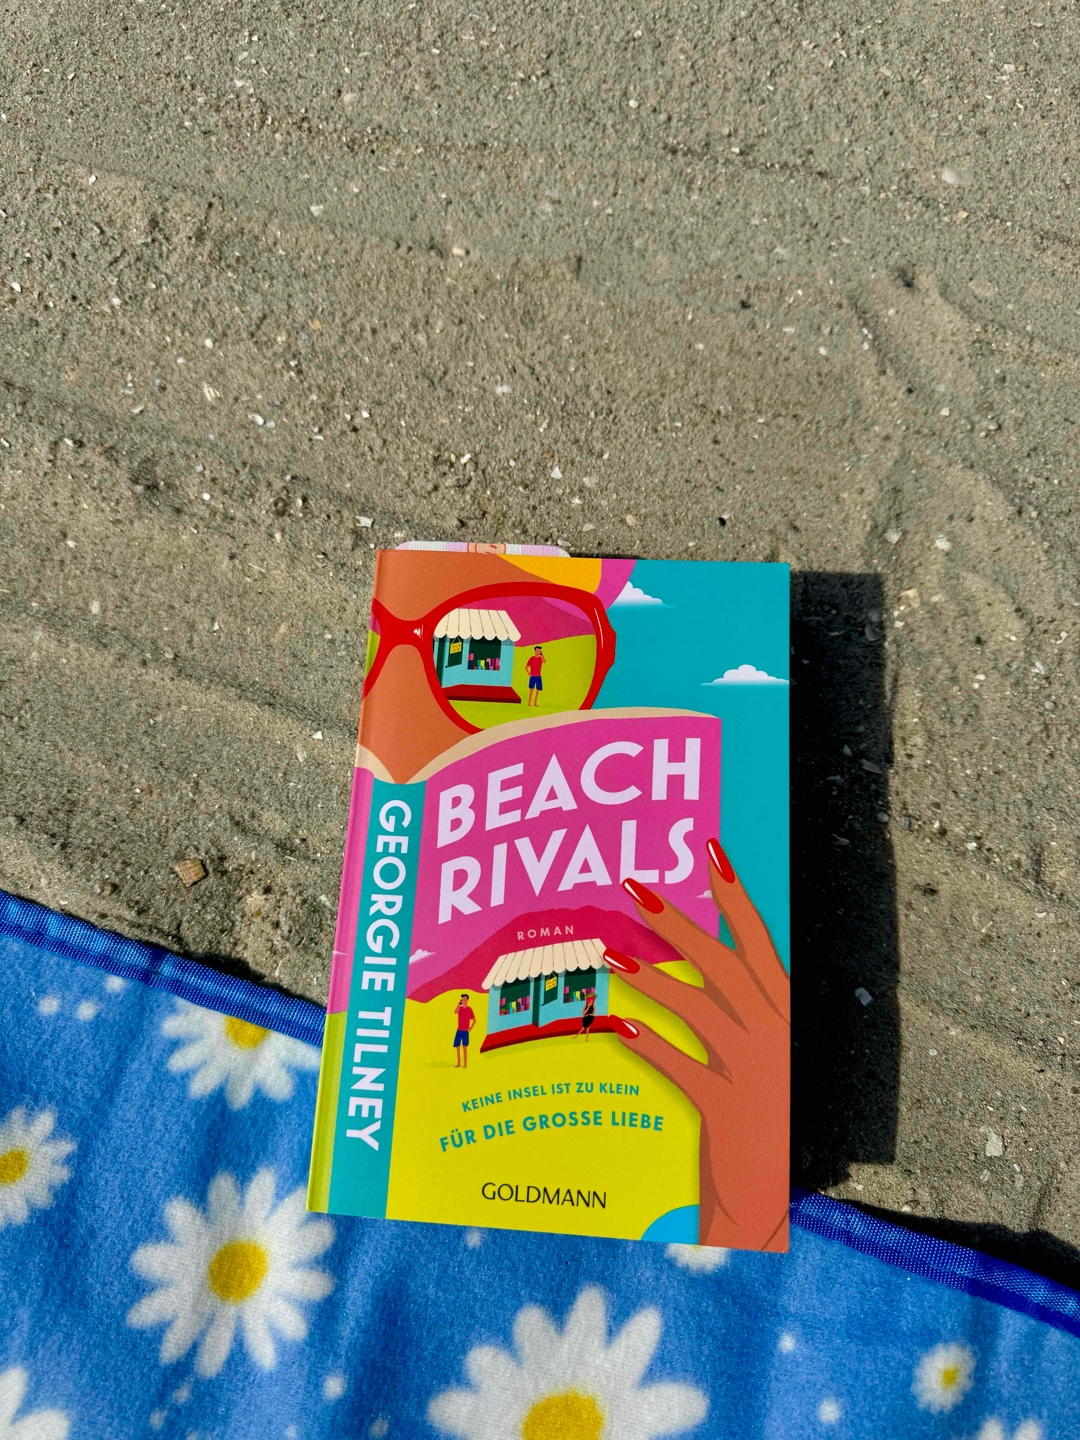 BEACH
RIVALS
GEORGIE TILNEY
ROMAN
KEINE INSEL IST ZU KLEIN
FÜR DIE GROSSE LIEBE
GOLDMANN